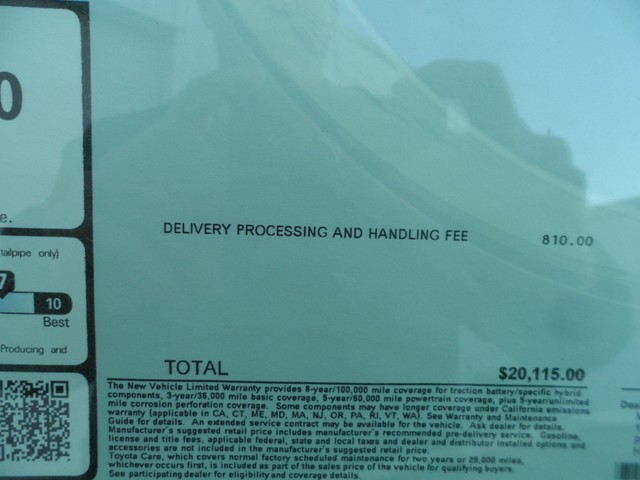 0
e.
DELIVERY PROCESSING AND HANDLING FEE 810.00
tailpipe only)
7
10
Best
Producing and
TOTAL $20,115.00
The New Vehicle Limited Warranty provides 8-year/100,000 mile coverage for traction battery/specific hybrid
components, 3-year/36,000 mile basic coverage, 5-year/60,000 mile powertrain coverage, plus 5-year/unlimited
mile corrosion perforation coverage. Some components may have longer coverage under California emissions
warranty (applicable in CA, CT, ME, MD, MA, NJ, OR, PA, RI, VT, WA). See Warranty and Maintenance
Guide for details. An extended service contract may be available. Ask dealer for details.
Manufacturer's suggested retail price includes manufacturer's recommended pre-delivery service. Gasoline,
license and title fees, applicable federal, state and local taxes and dealer and distributor installed options and
accessories are not included in the manufacturer's suggested retail price.
Toyota Care, which covers normal factory scheduled maintenance for two years or 25,000 miles,
whichever occurs first, is included as part of the sales price of the vehicle for qualifying buyers.
See participating dealer for eligibility and coverage details.